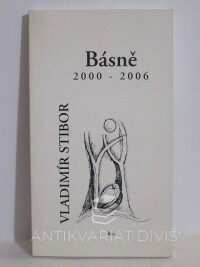 Básně
2000 - 2006
VLADIMÍR STIBOR
ANTIKVARIÁT DIVIŠ